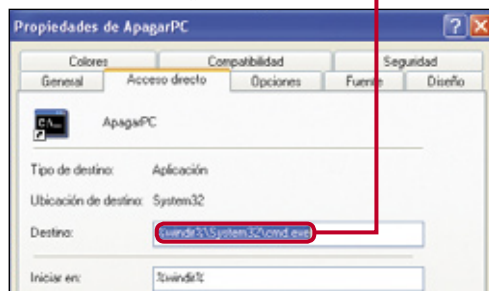 Propiedades de ApagarPC
Colores Compatibilidad Seguridad
General Acceso directo Opciones Fuente Diseño
ApagarPC
Tipo de destino: Aplicación
Ubicación de destino: System32
Destino: %windir%\System32\cmd.exe
Iniciar en: %windir%